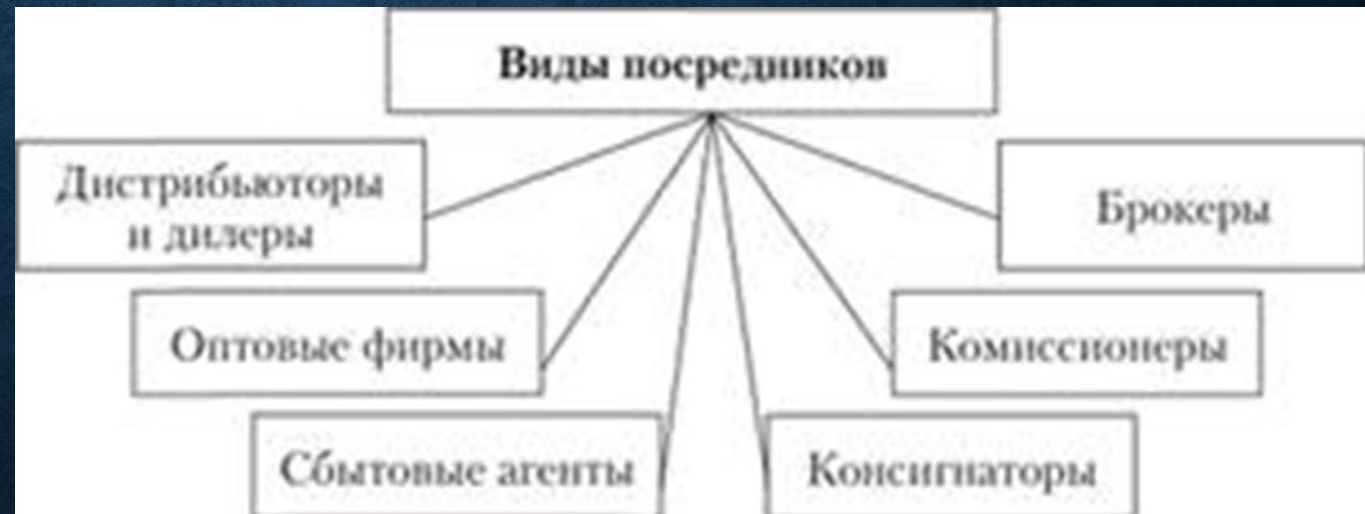 Виды посредников
Дистрибьюторы
и дилеры
Брокеры
Оптовые фирмы
Комиссионеры
Сбытовые агенты
Консигнаторы